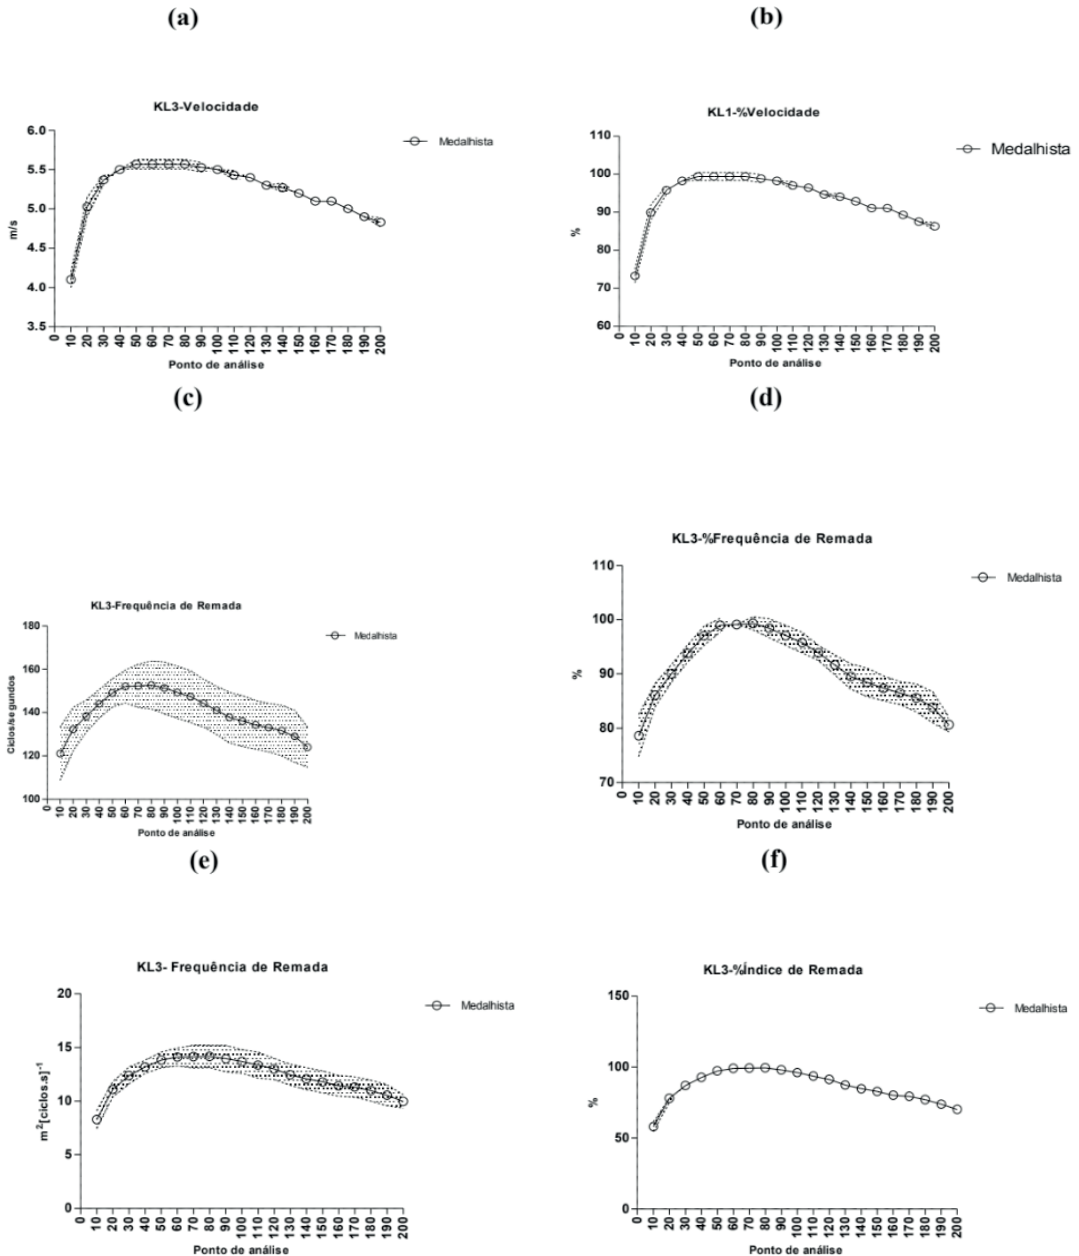 (a)
(b)
KL3-Velocidade
6.0
5.5
5.0
4.5
4.0
3.5
m/s
Medalhista
0 10 20 30 40 50 60 70 80 90 100 110 120 130 140 150 160 170 180 190 200
Ponto de análise
KL1-%Velocidade
110
100
90
80
70
60
%
Medalhista
0 10 20 30 40 50 60 70 80 90 100 110 120 130 140 150 160 170 180 190 200
Ponto de análise
(c)
(d)
KL3-Frequência de Remada
180
160
140
120
100
Ciclos/segundos
Medalhista
0 10 20 30 40 50 60 70 80 90 100 110 120 130 140 150 160 170 180 190 200
Ponto de análise
KL3-%Frequência de Remada
110
100
90
80
70
%
Medalhista
0 10 20 30 40 50 60 70 80 90 100 110 120 130 140 150 160 170 180 190 200
Ponto de análise
(e)
(f)
KL3- Frequência de Remada
20
15
10
5
0
m²[ciclos.s]⁻¹
Medalhista
0 10 20 30 40 50 60 70 80 90 100 110 120 130 140 150 160 170 180 190 200
Ponto de análise
KL3-%Índice de Remada
150
100
50
0
%
Medalhista
0 10 20 30 40 50 60 70 80 90 100 110 120 130 140 150 160 170 180 190 200
Ponto de análise